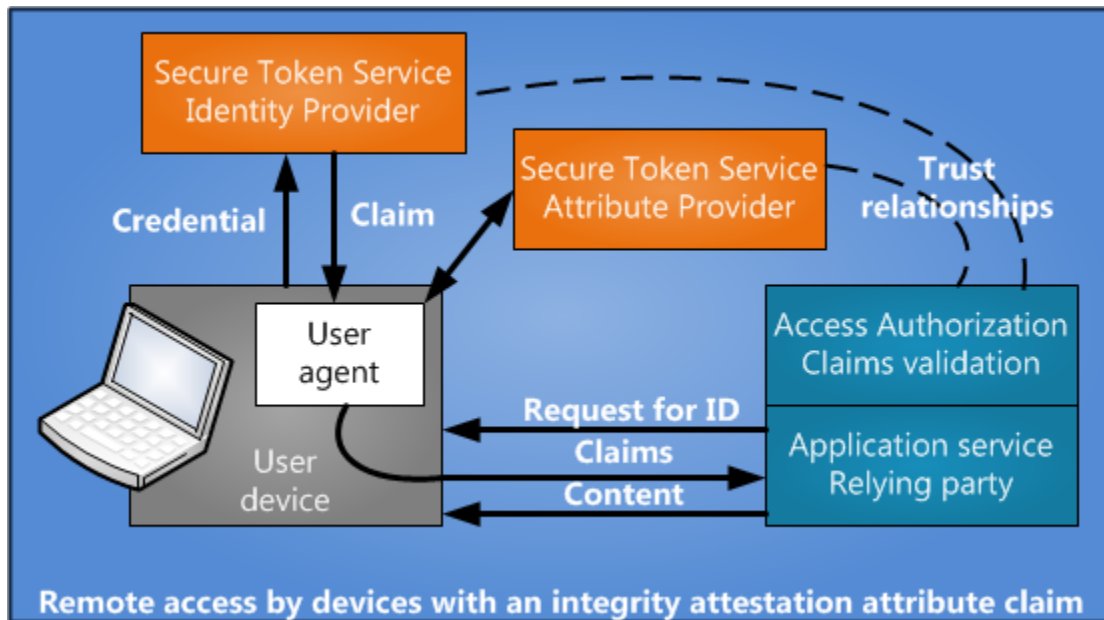 Secure Token Service
Identity Provider
Secure Token Service
Attribute Provider
Trust
relationships
Credential
Claim
User
agent
User
device
Access Authorization
Claims validation
Request for ID
Claims
Content
Application service
Relying party
Remote access by devices with an integrity attestation attribute claim